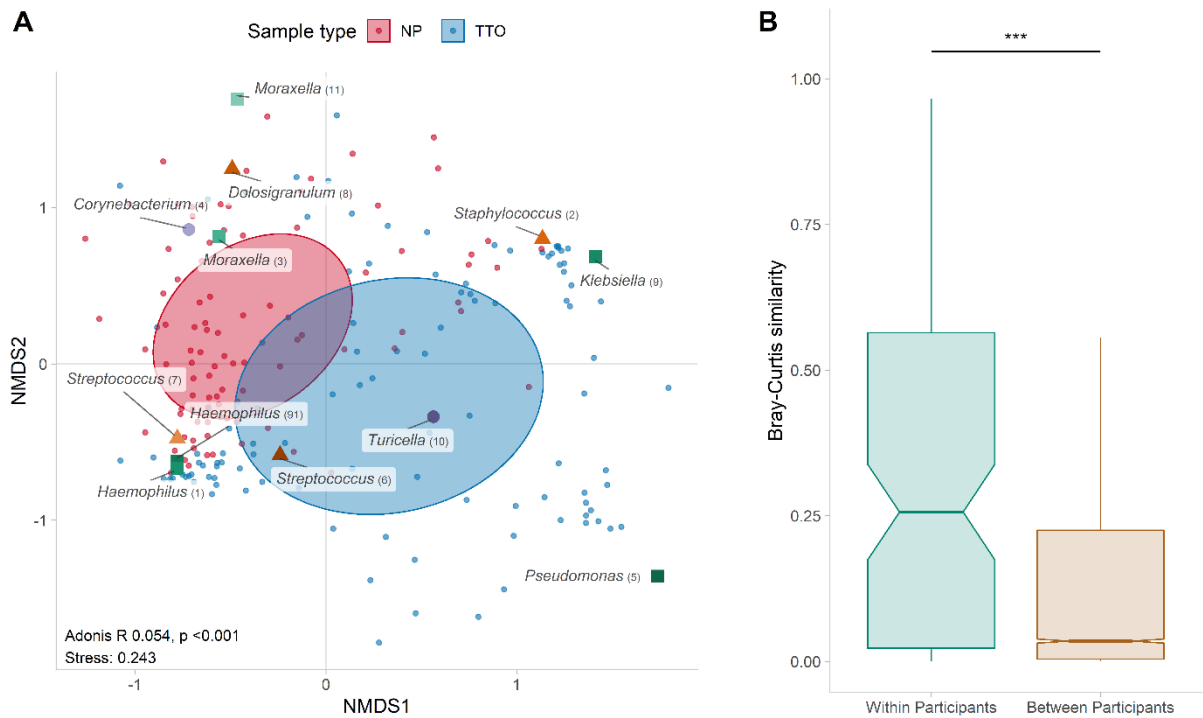 A
Sample type NP TTO
Moraxella (11)
Dolosigranulum (8)
Corynebacterium (4)
Staphylococcus (2)
Moraxella (3)
Klebsiella (9)
Streptococcus (7)
Haemophilus (91)
Turicella (10)
Streptococcus (6)
Haemophilus (1)
Pseudomonas (5)
Adonis R 0.054, p <0.001
Stress: 0.243
NMDS2
1
0
-1
-1 0 1
NMDS1
B
***
Bray-Curtis similarity
1.00
0.75
0.50
0.25
0.00
Within Participants Between Participants